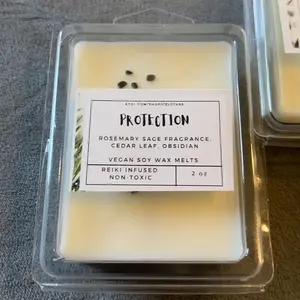 PROTECTION
ROSEMARY SAGE FRAGRANCE,
CEDAR LEAF, OBSIDIAN
VEGAN SOY WAX MELTS
REIKI INFUSED
NON-TOXIC
2 oz